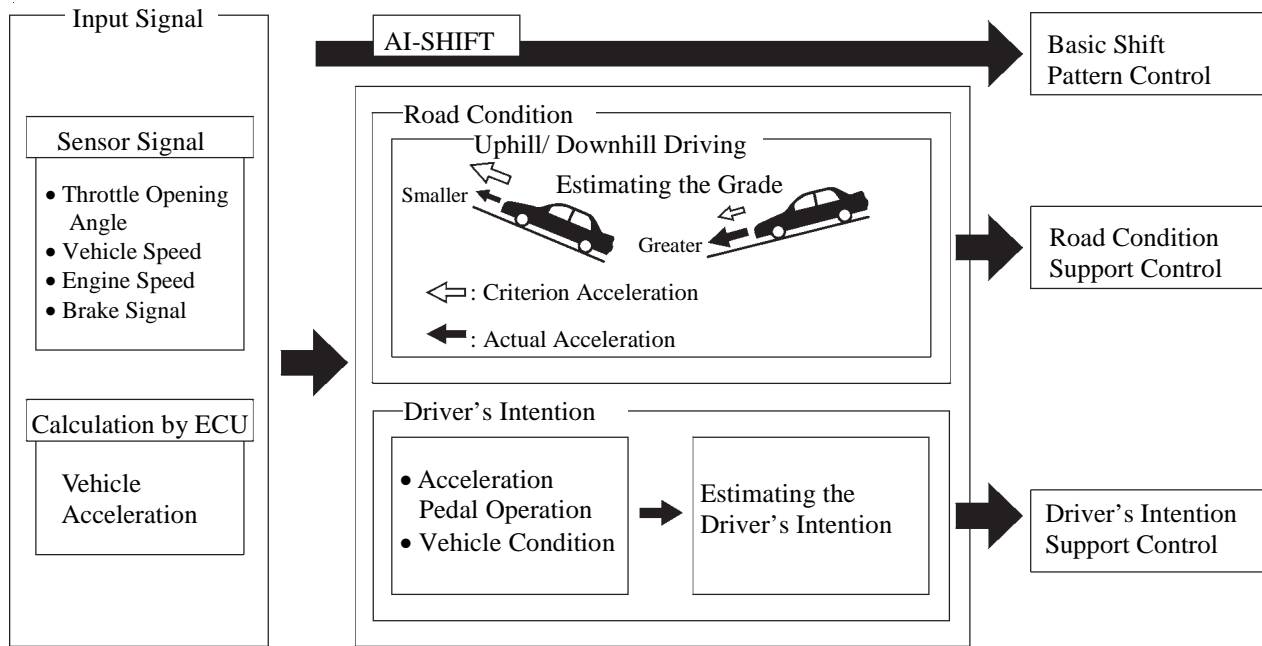 Input Signal
Sensor Signal
• Throttle Opening
Angle
• Vehicle Speed
• Engine Speed
• Brake Signal
Calculation by ECU
Vehicle
Acceleration
AI-SHIFT
Road Condition
Uphill/ Downhill Driving
Estimating the Grade
Smaller
Greater
: Criterion Acceleration
: Actual Acceleration
Driver’s Intention
• Acceleration
Pedal Operation
• Vehicle Condition
Estimating the
Driver’s Intention
Basic Shift
Pattern Control
Road Condition
Support Control
Driver’s Intention
Support Control